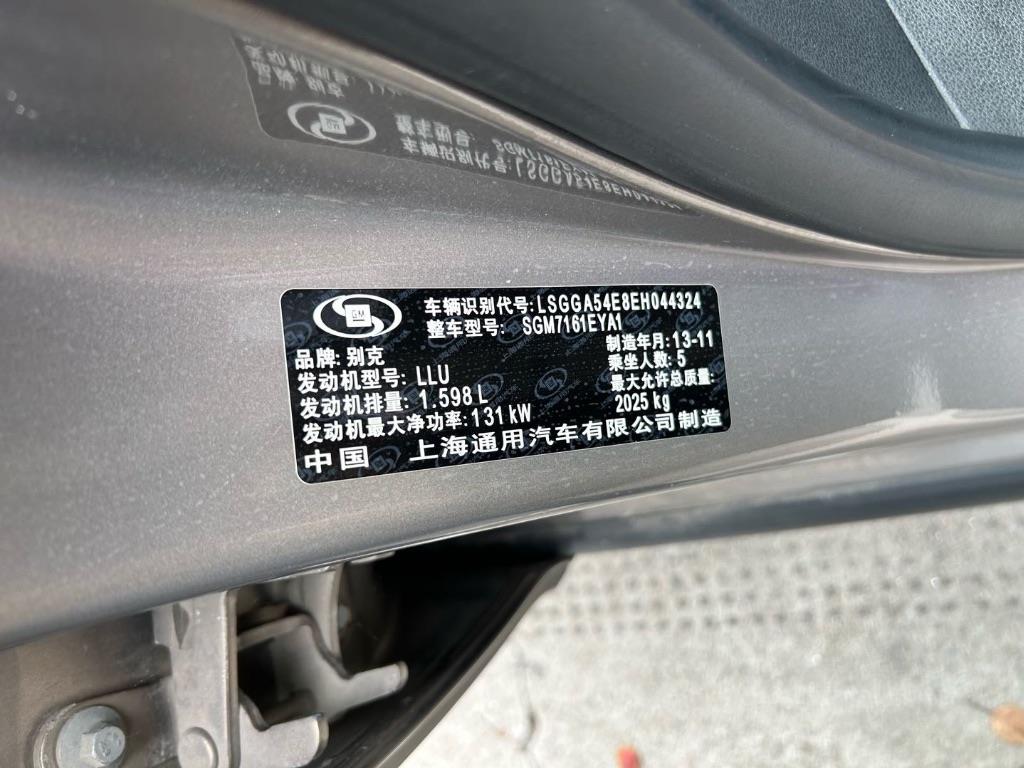 GM
车辆识别代号:LSGGA54E8EH044324
整车型号: SGM7161EYA1
品牌: 别克
制造年月: 13-11
发动机型号: LLU
乘坐人数: 5
发动机排量: 1.598 L
最大允许总质量:
2025 kg
发动机最大净功率: 131 kW
中国 上海通用汽车有限公司制造